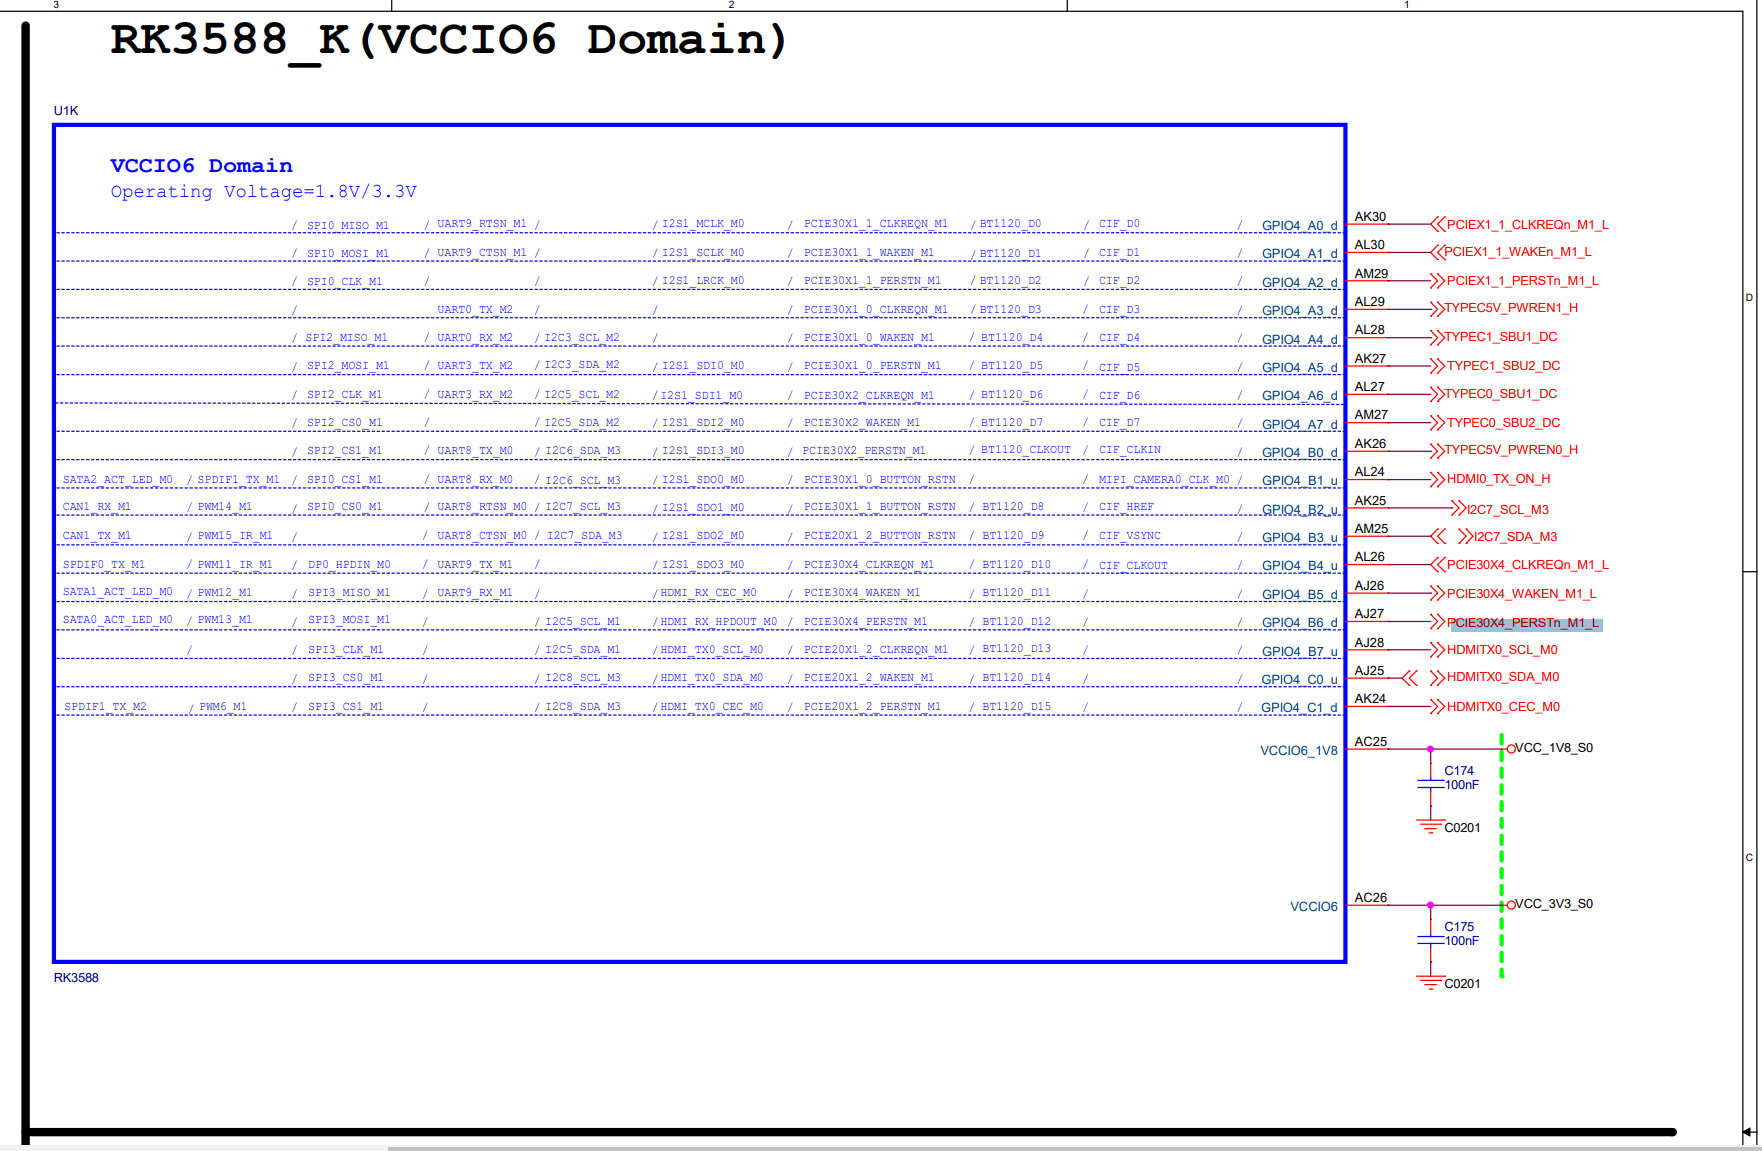 3 2 1
RK3588_K(VCCIO6 Domain)
U1K
VCCIO6 Domain
Operating Voltage=1.8V/3.3V
/ SPI0_MISO_M1 / UART9_RTSN_M1 / / I2S1_MCLK_M0 / PCIE30X1_1_CLKREQN_M1 / BT1120_D0 / CIF_D0 / GPIO4_A0_d AK30 PCIEX1_1_CLKREQn_M1_L
/ SPI0_MOSI_M1 / UART9_CTSN_M1 / / I2S1_SCLK_M0 / PCIE30X1_1_WAKEN_M1 / BT1120_D1 / CIF_D1 / GPIO4_A1_d AL30 PCIEX1_1_WAKEn_M1_L
/ SPI0_CLK_M1 / / / I2S1_LRCK_M0 / PCIE30X1_1_PERSTN_M1 / BT1120_D2 / CIF_D2 / GPIO4_A2_d AM29 PCIEX1_1_PERSTn_M1_L
D
/ UART0_TX_M2 / / / PCIE30X1_0_CLKREQN_M1 / BT1120_D3 / CIF_D3 / GPIO4_A3_d AL29 TYPEC5V_PWREN1_H
/ SPI2_MISO_M1 / UART0_RX_M2 / I2C3_SCL_M2 / / PCIE30X1_0_WAKEN_M1 / BT1120_D4 / CIF_D4 / GPIO4_A4_d AL28 TYPEC1_SBU1_DC
/ SPI2_MOSI_M1 / UART3_TX_M2 / I2C3_SDA_M2 / I2S1_SDI0_M0 / PCIE30X1_0_PERSTN_M1 / BT1120_D5 / CIF_D5 / GPIO4_A5_d AK27 TYPEC1_SBU2_DC
/ SPI2_CLK_M1 / UART3_RX_M2 / I2C5_SCL_M2 / I2S1_SDI1_M0 / PCIE30X2_CLKREQN_M1 / BT1120_D6 / CIF_D6 / GPIO4_A6_d AL27 TYPEC0_SBU1_DC
/ SPI2_CS0_M1 / / I2C5_SDA_M2 / I2S1_SDI2_M0 / PCIE30X2_WAKEN_M1 / BT1120_D7 / CIF_D7 / GPIO4_A7_d AM27 TYPEC0_SBU2_DC
/ SPI2_CS1_M1 / UART8_TX_M0 / I2C6_SDA_M3 / I2S1_SDI3_M0 / PCIE30X2_PERSTN_M1 / BT1120_CLKOUT / CIF_CLKIN / GPIO4_B0_d AK26 TYPEC5V_PWREN0_H
SATA2_ACT_LED_M0 / SPDIF1_TX_M1 / SPI0_CS1_M1 / UART8_RX_M0 / I2C6_SCL_M3 / I2S1_SDO0_M0 / PCIE30X1_0_BUTTON_RSTN / / MIPI_CAMERA0_CLK_M0 / GPIO4_B1_u AL24 HDMI0_TX_ON_H
CAN1_RX_M1 / PWM14_M1 / SPI0_CS0_M1 / UART8_RTSN_M0 / I2C7_SCL_M3 / I2S1_SDO1_M0 / PCIE30X1_1_BUTTON_RSTN / BT1120_D8 / CIF_HREF / GPIO4_B2_u AK25 I2C7_SCL_M3
CAN1_TX_M1 / PWM15_IR_M1 / / UART8_CTSN_M0 / I2C7_SDA_M3 / I2S1_SDO2_M0 / PCIE20X1_2_BUTTON_RSTN / BT1120_D9 / CIF_VSYNC / GPIO4_B3_u AM25 I2C7_SDA_M3
SPDIF0_TX_M1 / PWM11_IR_M1 / DP0_HPDIN_M0 / UART9_TX_M1 / / I2S1_SDO3_M0 / PCIE30X4_CLKREQN_M1 / BT1120_D10 / CIF_CLKOUT / GPIO4_B4_u AL26 PCIE30X4_CLKREQn_M1_L
SATA1_ACT_LED_M0 / PWM12_M1 / SPI3_MISO_M1 / UART9_RX_M1 / /HDMI_RX_CEC_M0 / PCIE30X4_WAKEN_M1 / BT1120_D11 / / GPIO4_B5_d AJ26 PCIE30X4_WAKEN_M1_L
SATA0_ACT_LED_M0 / PWM13_M1 / SPI3_MOSI_M1 / / I2C5_SCL_M1 /HDMI_RX_HPDOUT_M0 / PCIE30X4_PERSTN_M1 / BT1120_D12 / / GPIO4_B6_d AJ27 PCIE30X4_PERSTn_M1_L
/ / SPI3_CLK_M1 / / I2C5_SDA_M1 /HDMI_TX0_SCL_M0 / PCIE20X1_2_CLKREQN_M1 / BT1120_D13 / / GPIO4_B7_u AJ28 HDMITX0_SCL_M0
/ SPI3_CS0_M1 / / I2C8_SCL_M3 /HDMI_TX0_SDA_M0 / PCIE20X1_2_WAKEN_M1 / BT1120_D14 / / GPIO4_C0_u AJ25 HDMITX0_SDA_M0
SPDIF1_TX_M2 / PWM6_M1 / SPI3_CS1_M1 / / I2C8_SDA_M3 /HDMI_TX0_CEC_M0 / PCIE20X1_2_PERSTN_M1 / BT1120_D15 / / GPIO4_C1_d AK24 HDMITX0_CEC_M0
VCCIO6_1V8 AC25 VCC_1V8_S0
C174
100nF
C0201
C
VCCIO6 AC26 VCC_3V3_S0
C175
100nF
C0201
RK3588